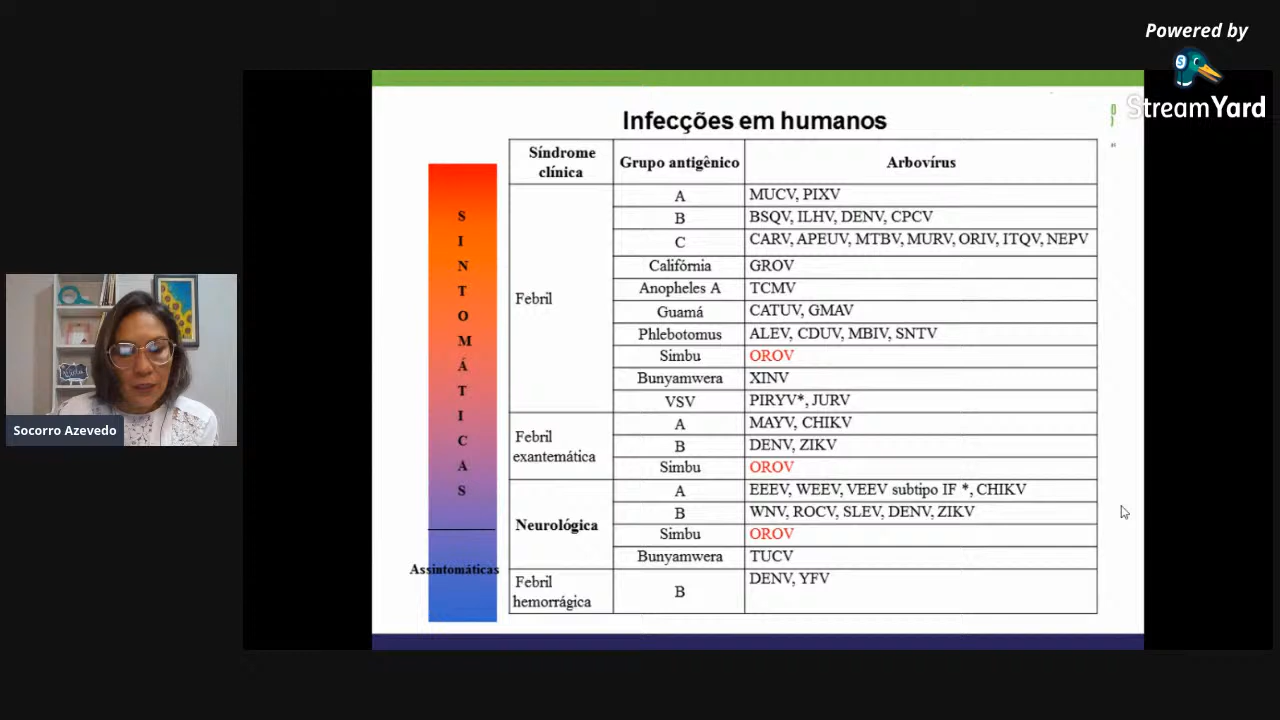 Powered by
StreamYard
Infecções em humanos
Síndrome clínica Grupo antigênico Arbovírus
Febril
A MUCV, PIXV
B BSQV, ILHV, DENV, CPCV
C CARV, APEUV, MTBV, MURV, ORIV, ITQV, NEPV
Califórnia GROV
Anopheles A TCMV
Guamá CATUV, GMAV
Phlebotomus ALEV, CDUV, MBIV, SNTV
Simbu OROV
Bunyamwera XINV
VSV PIRYV*, JURV
Febril exantemática
A MAYV, CHIKV
B DENV, ZIKV
Simbu OROV
Neurológica
A EEEV, WEEV, VEEV subtipo IF *, CHIKV
B WNV, ROCV, SLEV, DENV, ZIKV
Simbu OROV
Bunyamwera TUCV
Febril hemorrágica
B DENV, YFV
S
I
N
T
O
M
Á
T
I
C
A
S
Assintomáticas
Socorro Azevedo